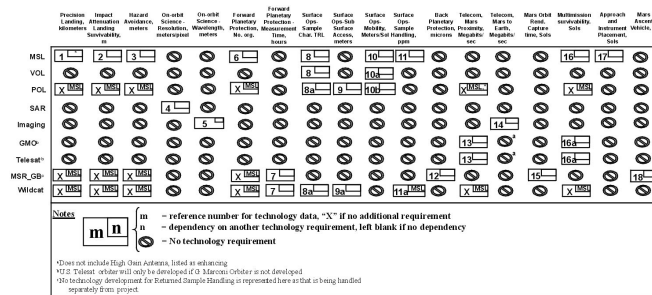 Precision Landing, kilometers
Impact Attenuation Landing Survivability, m
Hazard Avoidance, meters
On-orbit Science - Resolution, meters/pixel
On-orbit Science - Wavelength, meters
Forward Planetary Protection, No. org.
Forward Planetary Protection - Measurement Time, hours
Surface Ops- Sample Char. TRL
Surface Ops- Sub Surface Access, meters
Surface Ops- Mobility, Meters/Sol
Surface Ops- Sample Handling, ppm
Back Planetary Protection, microns
Telecom, Mars Proximity, Megabits/ sec
Telecom, Mars to Earth, Megabits/ sec
Mars Orbit Rend. Capture time, Sols
Multimission survivability, Sols
Approach and Instrument Placement, Sols
Mars Ascent Vehicle,
MSL 1 2 3 6 8 10 11 16 17
VOL 8 10a
POL X MSL X MSL X MSL X MSL 8a 9 10b X MSL X MSL
SAR 4
Imaging 5 14
GMO 13 a 16a
Telesat 13 a 16a
MSR_GB X MSL X MSL X MSL X MSL 7 12 15 18
Wildcat X MSL X MSL X MSL X MSL 7 8a 9a 11a MSL X MSL X MSL
Notes
m n
m – reference number for technology data, "X" if no additional requirement
n – dependency on another technology requirement, left blank if no dependency
– No technology requirement
Does not include High Gain Antenna, listed as enhancing
U.S. Telesat orbiter will only be developed if G. Marconi Orbiter is not developed
No technology development for Returned Sample Handling is represented here as that is being handled
separately from project.